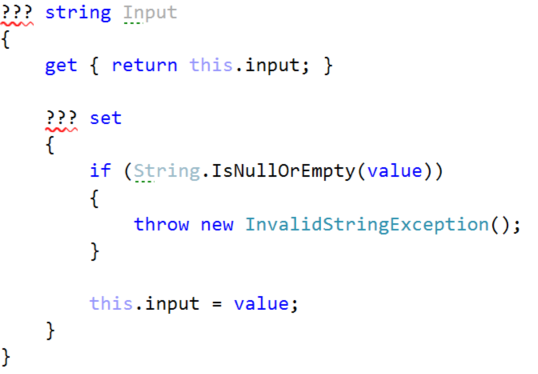 ??? string Input
{
    get { return this.input; }

    ??? set
    {
        if (String.IsNullOrEmpty(value))
        {
            throw new InvalidStringException();
        }

        this.input = value;
    }
}